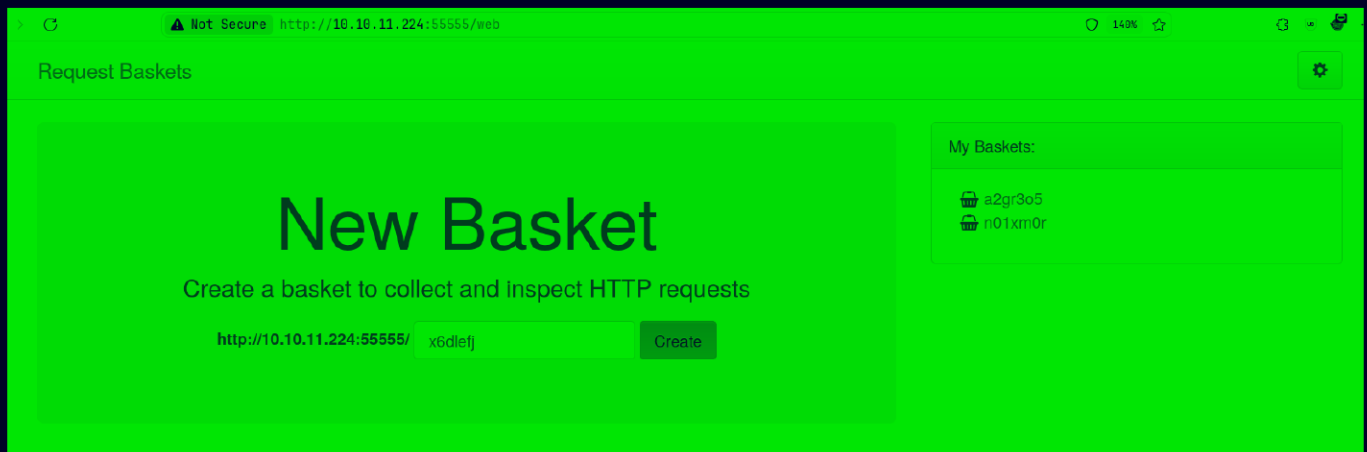 Not Secure http://10.10.11.224:55555/web 140%
Request Baskets
New Basket
Create a basket to collect and inspect HTTP requests
http://10.10.11.224:55555/ x6dlefj Create
My Baskets:
a2gr3o5
n01xm0r